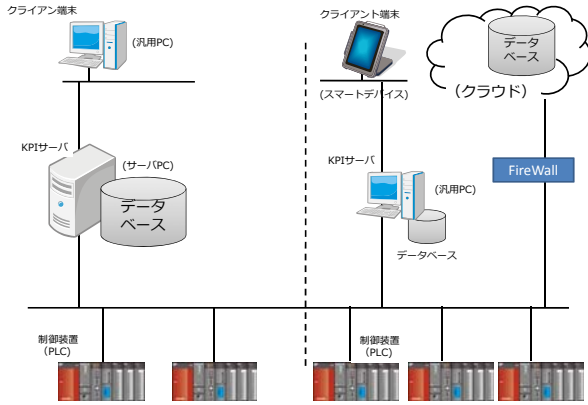 クライアン端末
(汎用PC)
KPIサーバ
(サーバPC)
データ
ベース
制御装置
(PLC)
クライアント端末
(スマートデバイス)
データ
ベース
(クラウド)
KPIサーバ
(汎用PC)
データベース
FireWall
制御装置
(PLC)